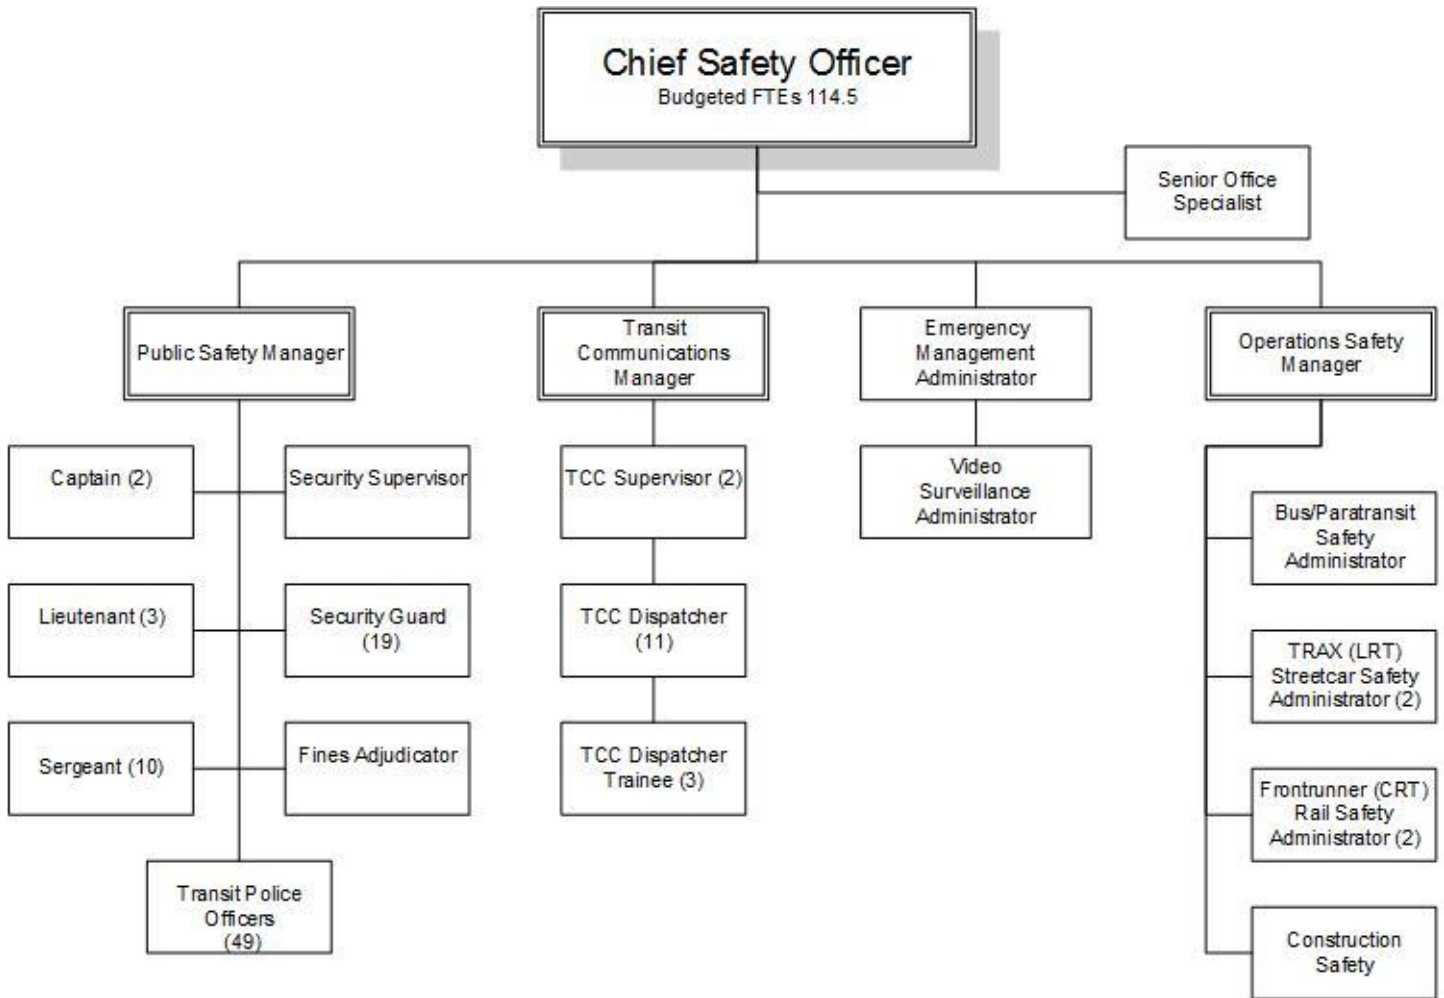 Chief Safety Officer
Budgeted FTEs 114.5
Senior Office
Specialist
Public Safety Manager
Transit
Communications
Manager
Emergency
Management
Administrator
Operations Safety
Manager
Captain (2)
Security Supervisor
TCC Supervisor (2)
Video
Surveillance
Administrator
Bus/Paratransit
Safety
Administrator
Lieutenant (3)
Security Guard
(19)
TCC Dispatcher
(11)
TRAX (LRT)
Streetcar Safety
Administrator (2)
Sergeant (10)
Fines Adjudicator
TCC Dispatcher
Trainee (3)
Frontrunner (CRT)
Rail Safety
Administrator (2)
Transit Police
Officers
(49)
Construction
Safety